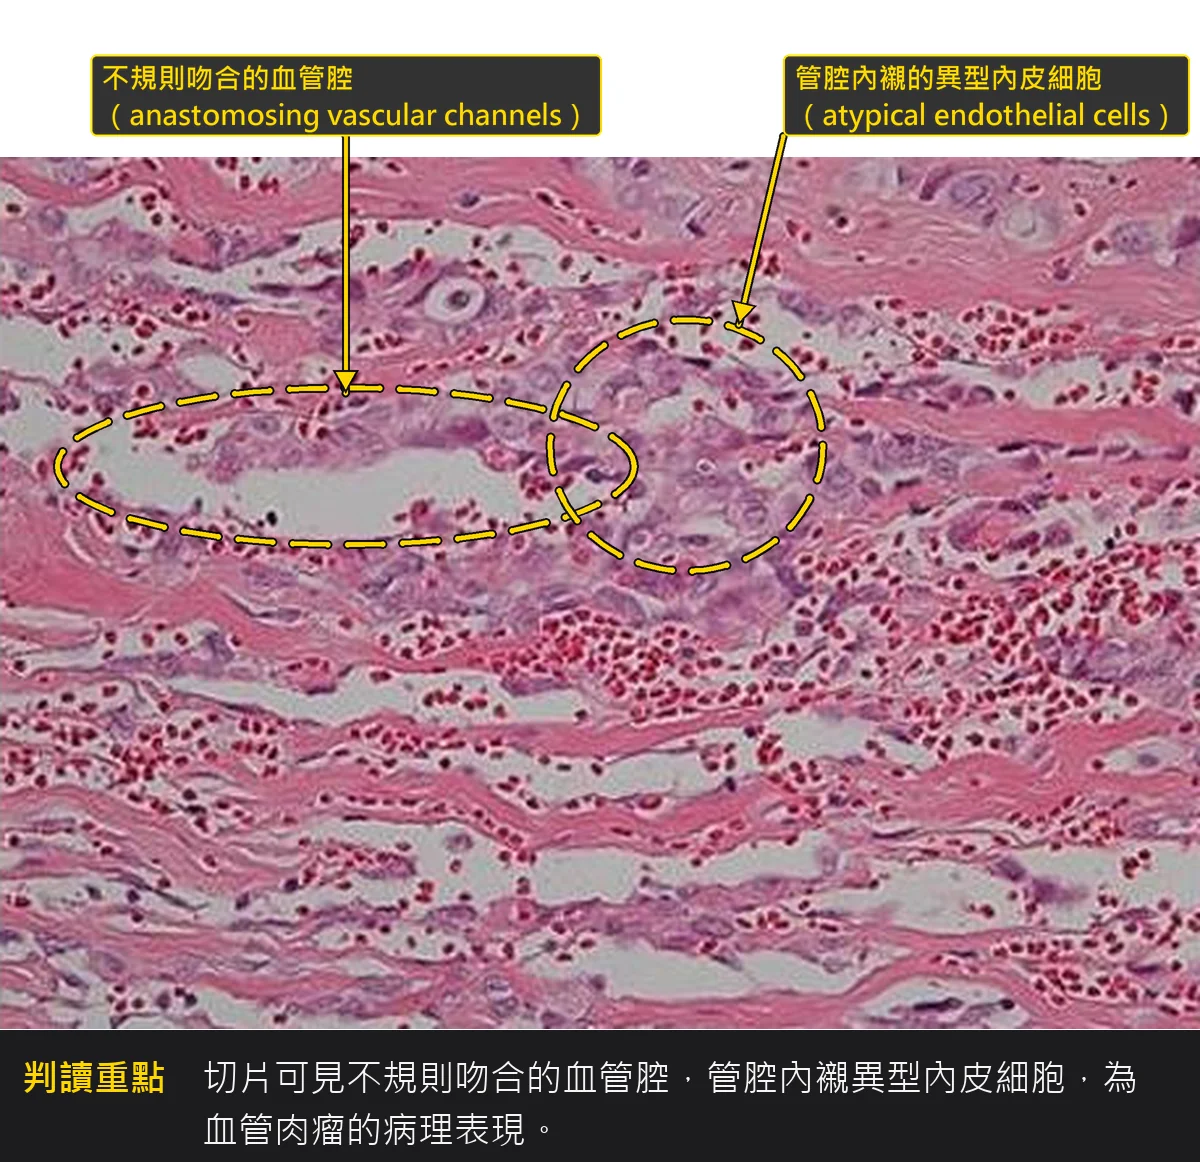 不規則吻合的血管腔
（anastomosing vascular channels）
管腔內襯的異型內皮細胞
（atypical endothelial cells）
判讀重點
切片可見不規則吻合的血管腔，管腔內襯異型內皮細胞，為
血管肉瘤的病理表現。